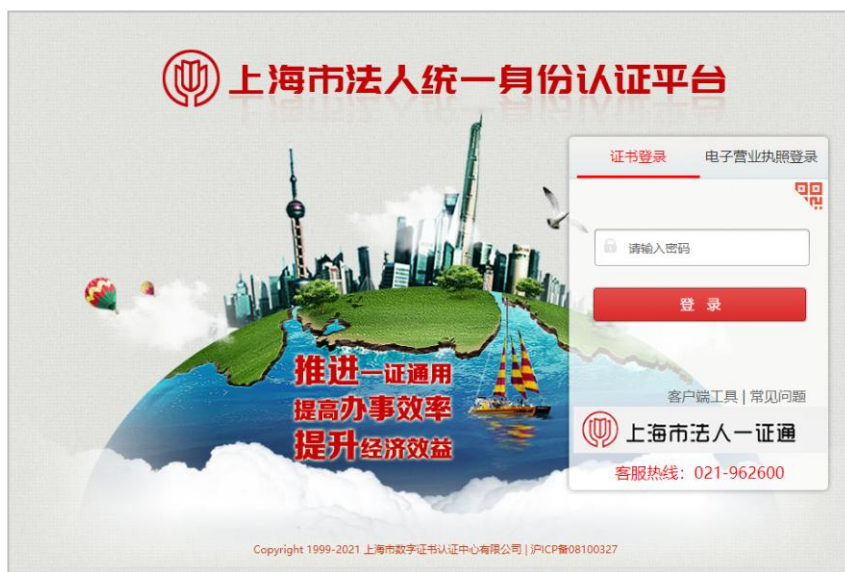 上海市法人统一身份认证平台
证书登录
电子营业执照登录
请输入密码
登 录
推进一证通用
提高办事效率
提升经济效益
客户端工具 | 常见问题
上海市法人一证通
客服热线：021-962600
Copyright 1999-2021 上海市数字证书认证中心有限公司 | 沪ICP备08100327